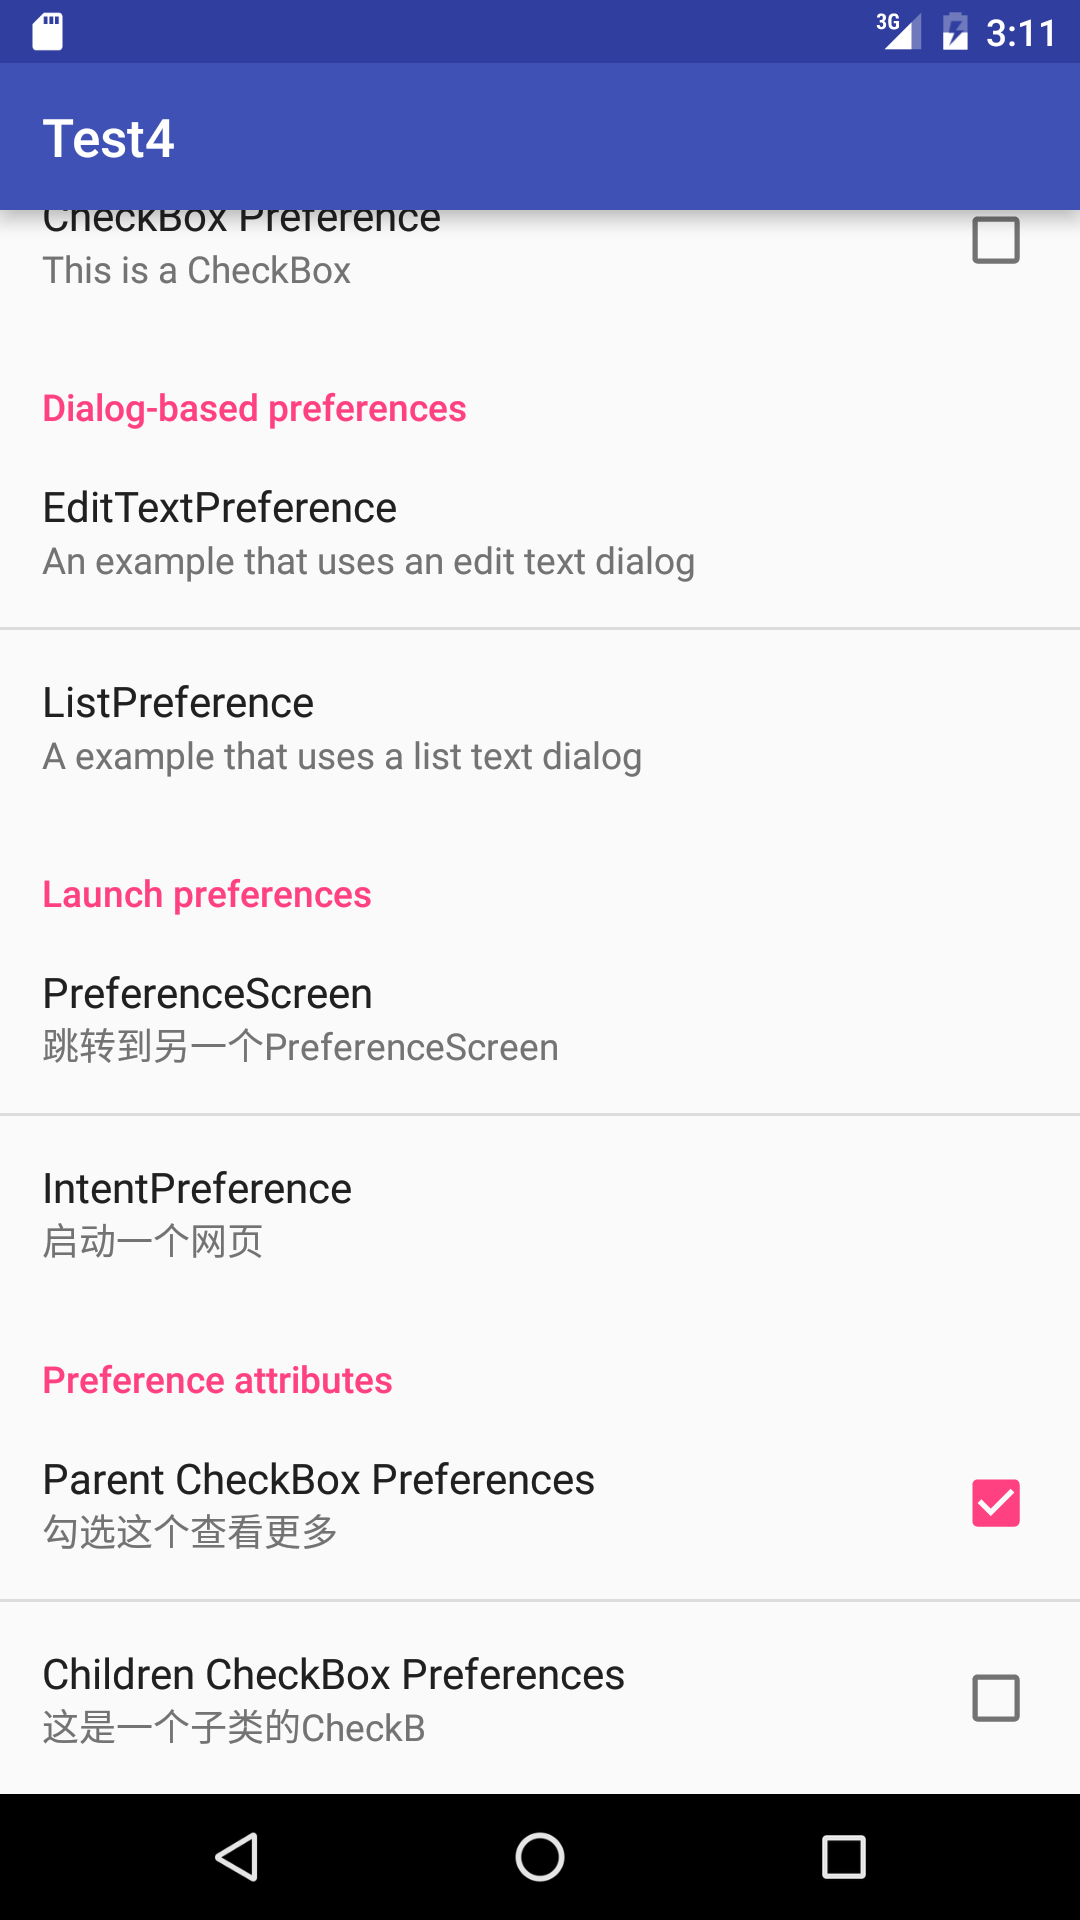 3G 3:11
Test4
CheckBox Preference
This is a CheckBox
Dialog-based preferences
EditTextPreference
An example that uses an edit text dialog
ListPreference
A example that uses a list text dialog
Launch preferences
PreferenceScreen
跳转到另一个PreferenceScreen
IntentPreference
启动一个网页
Preference attributes
Parent CheckBox Preferences
勾选这个查看更多
Children CheckBox Preferences
这是一个子类的CheckB